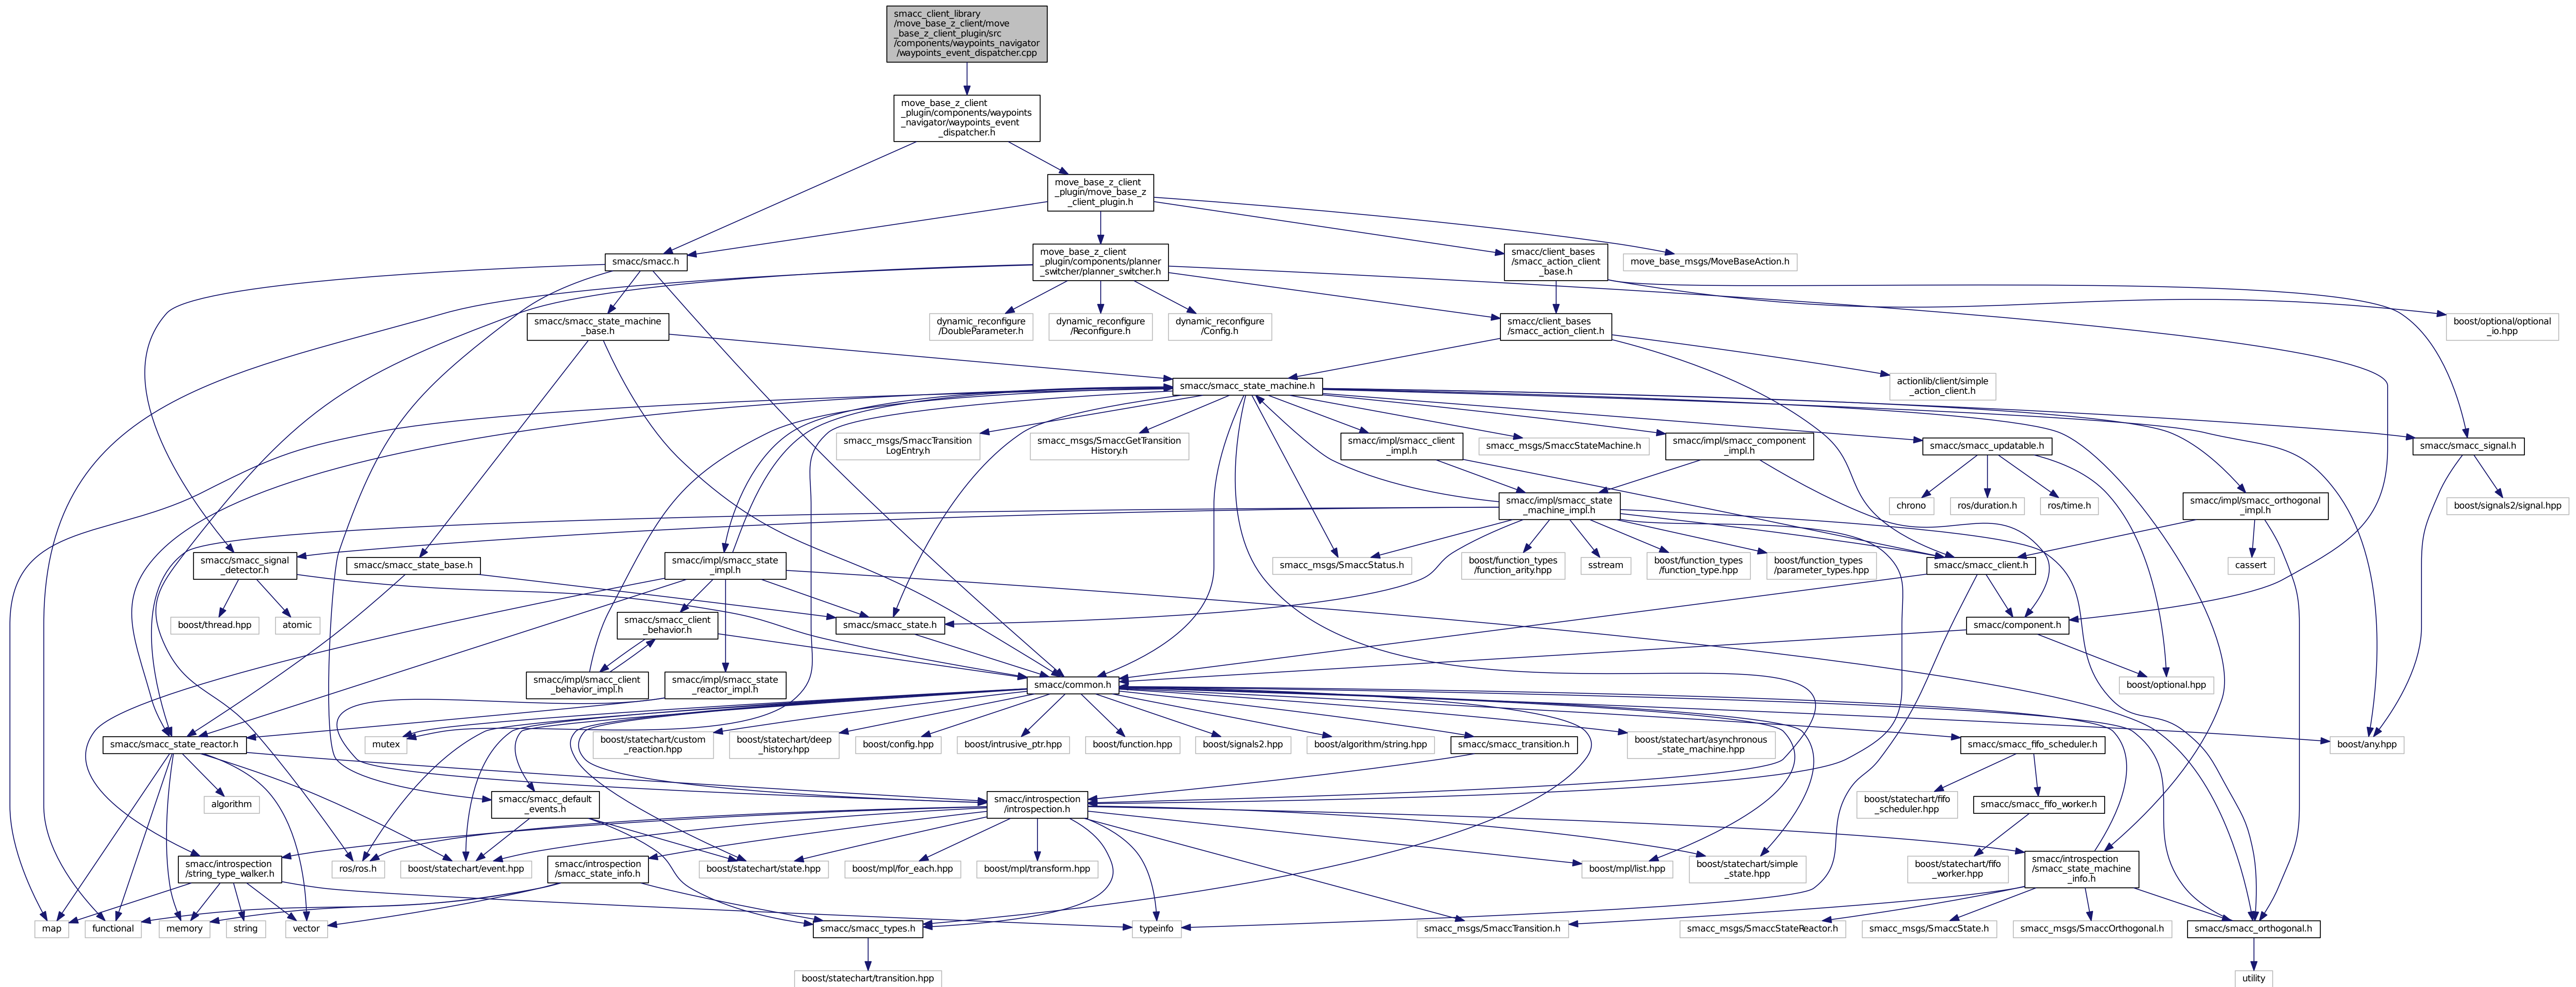 smacc_client_library
/move_base_z_client/move
_base_z_client_plugin/src
/components/waypoints_navigator
/waypoints_event_dispatcher.cpp
move_base_z_client
_plugin/components/waypoints
_navigator/waypoints_event
_dispatcher.h
move_base_z_client
_plugin/move_base_z
_client_plugin.h
smacc/smacc.h
move_base_z_client
_plugin/components/planner
_switcher/planner_switcher.h
smacc/client_bases
/smacc_action_client
_base.h
move_base_msgs/MoveBaseAction.h
smacc/smacc_state_machine
_base.h
dynamic_reconfigure
/DoubleParameter.h
dynamic_reconfigure
/Reconfigure.h
dynamic_reconfigure
/Config.h
smacc/client_bases
/smacc_action_client.h
boost/optional/optional
_io.hpp
smacc/smacc_state_machine.h
actionlib/client/simple
_action_client.h
smacc_msgs/SmaccTransition
LogEntry.h
smacc_msgs/SmaccGetTransition
History.h
smacc/impl/smacc_client
_impl.h
smacc_msgs/SmaccStateMachine.h
smacc/impl/smacc_component
_impl.h
smacc/smacc_updatable.h
smacc/smacc_signal.h
smacc/impl/smacc_state
_machine_impl.h
chrono
ros/duration.h
ros/time.h
smacc/impl/smacc_orthogonal
_impl.h
boost/signals2/signal.hpp
smacc/smacc_signal
_detector.h
smacc/smacc_state_base.h
smacc/impl/smacc_state
_impl.h
smacc_msgs/SmaccStatus.h
boost/function_types
/function_arity.hpp
sstream
boost/function_types
/function_type.hpp
boost/function_types
/parameter_types.hpp
smacc/smacc_client.h
cassert
boost/thread.hpp
atomic
smacc/smacc_client
_behavior.h
smacc/smacc_state.h
smacc/component.h
smacc/impl/smacc_client
_behavior_impl.h
smacc/impl/smacc_state
_reactor_impl.h
smacc/common.h
boost/optional.hpp
smacc/smacc_state_reactor.h
mutex
boost/statechart/custom
_reaction.hpp
boost/statechart/deep
_history.hpp
boost/config.hpp
boost/intrusive_ptr.hpp
boost/function.hpp
boost/signals2.hpp
boost/algorithm/string.hpp
smacc/smacc_transition.h
boost/statechart/asynchronous
_state_machine.hpp
smacc/smacc_fifo_scheduler.h
boost/any.hpp
algorithm
smacc/smacc_default
_events.h
smacc/introspection
/introspection.h
boost/statechart/fifo
_scheduler.hpp
smacc/smacc_fifo_worker.h
smacc/introspection
/string_type_walker.h
ros/ros.h
boost/statechart/event.hpp
smacc/introspection
/smacc_state_info.h
boost/statechart/state.hpp
boost/mpl/for_each.hpp
boost/mpl/transform.hpp
boost/mpl/list.hpp
boost/statechart/simple
_state.hpp
boost/statechart/fifo
_worker.hpp
smacc/introspection
/smacc_state_machine
_info.h
map
functional
memory
string
vector
smacc/smacc_types.h
typeinfo
smacc_msgs/SmaccTransition.h
smacc_msgs/SmaccStateReactor.h
smacc_msgs/SmaccState.h
smacc_msgs/SmaccOrthogonal.h
smacc/smacc_orthogonal.h
boost/statechart/transition.hpp
utility